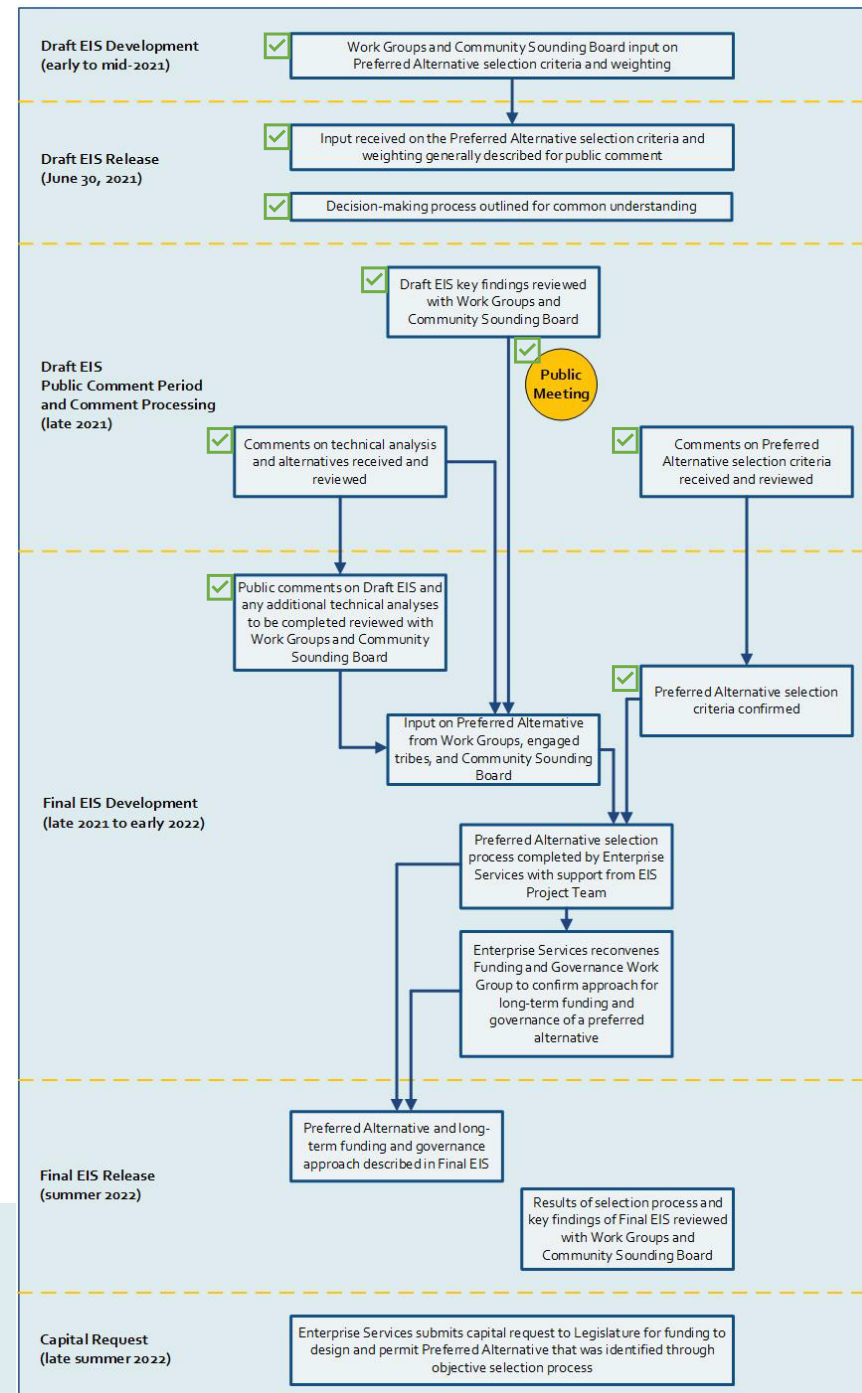 Draft EIS Development
(early to mid-2021)
Work Groups and Community Sounding Board input on
Preferred Alternative selection criteria and weighting
Draft EIS Release
(June 30, 2021)
Input received on the Preferred Alternative selection criteria and
weighting generally described for public comment
Decision-making process outlined for common understanding
Draft EIS
Public Comment Period
and Comment Processing
(late 2021)
Draft EIS key findings reviewed
with Work Groups and
Community Sounding Board
Public
Meeting
Comments on technical analysis
and alternatives received and
reviewed
Comments on Preferred
Alternative selection criteria
received and reviewed
Final EIS Development
(late 2021 to early 2022)
Public comments on Draft EIS and
any additional technical analyses
to be completed reviewed with
Work Groups and Community
Sounding Board
Preferred Alternative selection
criteria confirmed
Input on Preferred Alternative
from Work Groups, engaged
tribes, and Community Sounding
Board
Preferred Alternative selection
process completed by Enterprise
Services with support from EIS
Project Team
Enterprise Services reconvenes
Funding and Governance Work
Group to confirm approach for
long-term funding and
governance of a preferred
alternative
Final EIS Release
(summer 2022)
Preferred Alternative and long-
term funding and governance
approach described in Final EIS
Results of selection process and
key findings of Final EIS reviewed
with Work Groups and
Community Sounding Board
Capital Request
(late summer 2022)
Enterprise Services submits capital request to Legislature for funding to
design and permit Preferred Alternative that was identified through
objective selection process